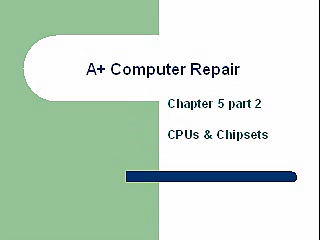 A+ Computer Repair
Chapter 5 part 2
CPUs & Chipsets